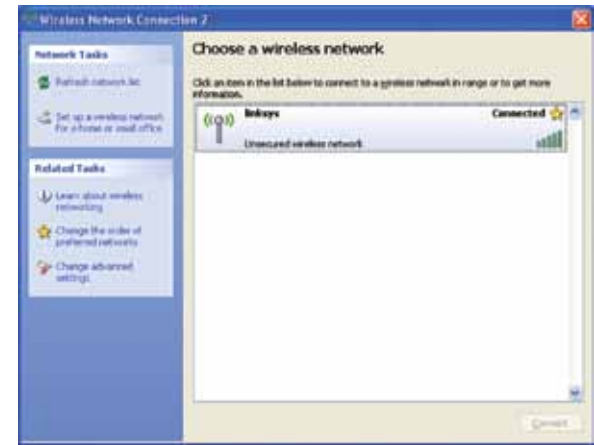 Wireless Network Connection 2
Network Tasks
Refresh network list
Set up a wireless network
for a home or small office
Related Tasks
Learn about wireless
networking
Change the order of
preferred networks
Change advanced
settings
Choose a wireless network
Click an item in the list below to connect to a wireless network in range or to get more
information.
linksys
Connected
Unsecured wireless network
Connect